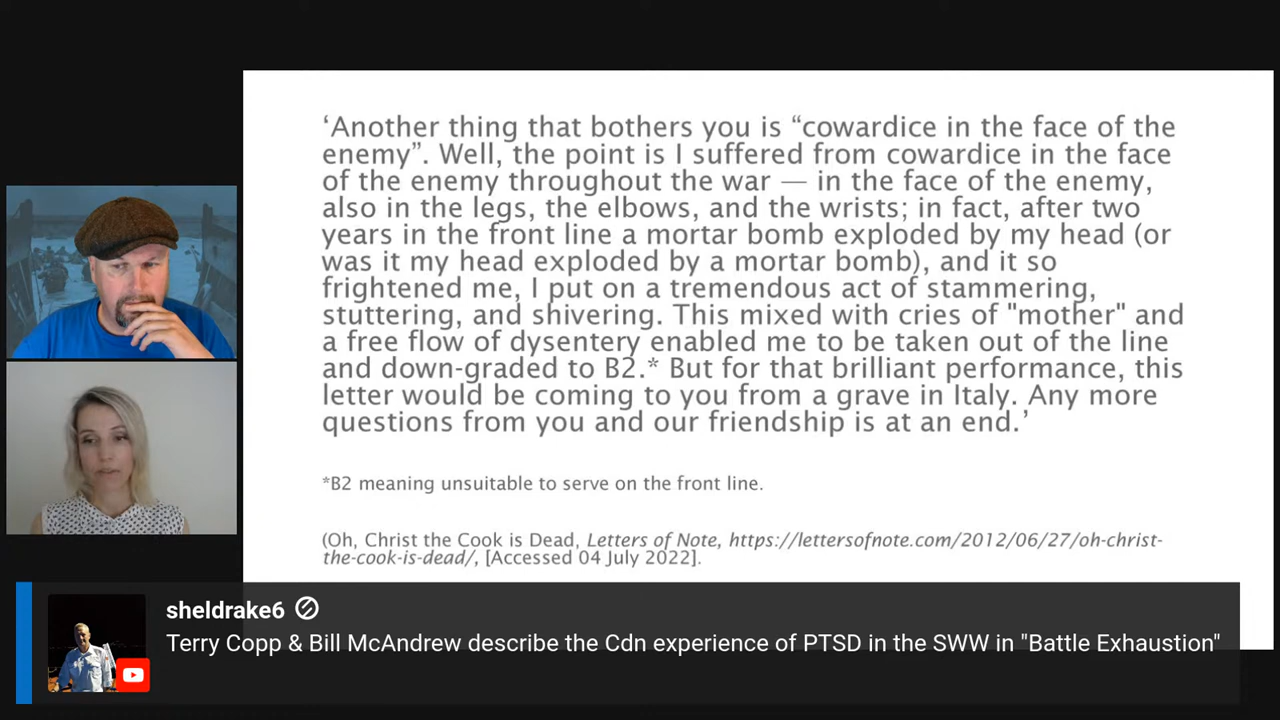 ‘Another thing that bothers you is “cowardice in the face of the
enemy”. Well, the point is I suffered from cowardice in the face
of the enemy throughout the war — in the face of the enemy,
also in the legs, the elbows, and the wrists; in fact, after two
years in the front line a mortar bomb exploded by my head (or
was it my head exploded by a mortar bomb), and it so
frightened me, I put on a tremendous act of stammering,
stuttering, and shivering. This mixed with cries of "mother" and
a free flow of dysentery enabled me to be taken out of the line
and down-graded to B2.* But for that brilliant performance, this
letter would be coming to you from a grave in Italy. Any more
questions from you and our friendship is at an end.’
*B2 meaning unsuitable to serve on the front line.
(Oh, Christ the Cook is Dead, Letters of Note, https://lettersofnote.com/2012/06/27/oh-christ-
the-cook-is-dead/, [Accessed 04 July 2022].
sheldrake6
Terry Copp & Bill McAndrew describe the Cdn experience of PTSD in the SWW in "Battle Exhaustion"